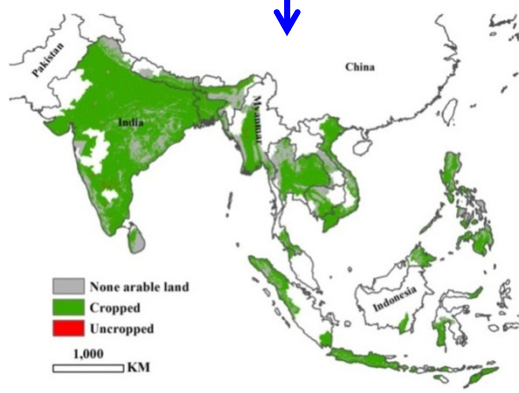 Pakistan
China
India
Myanmar
Indonesia
None arable land
Cropped
Uncropped
1,000
KM